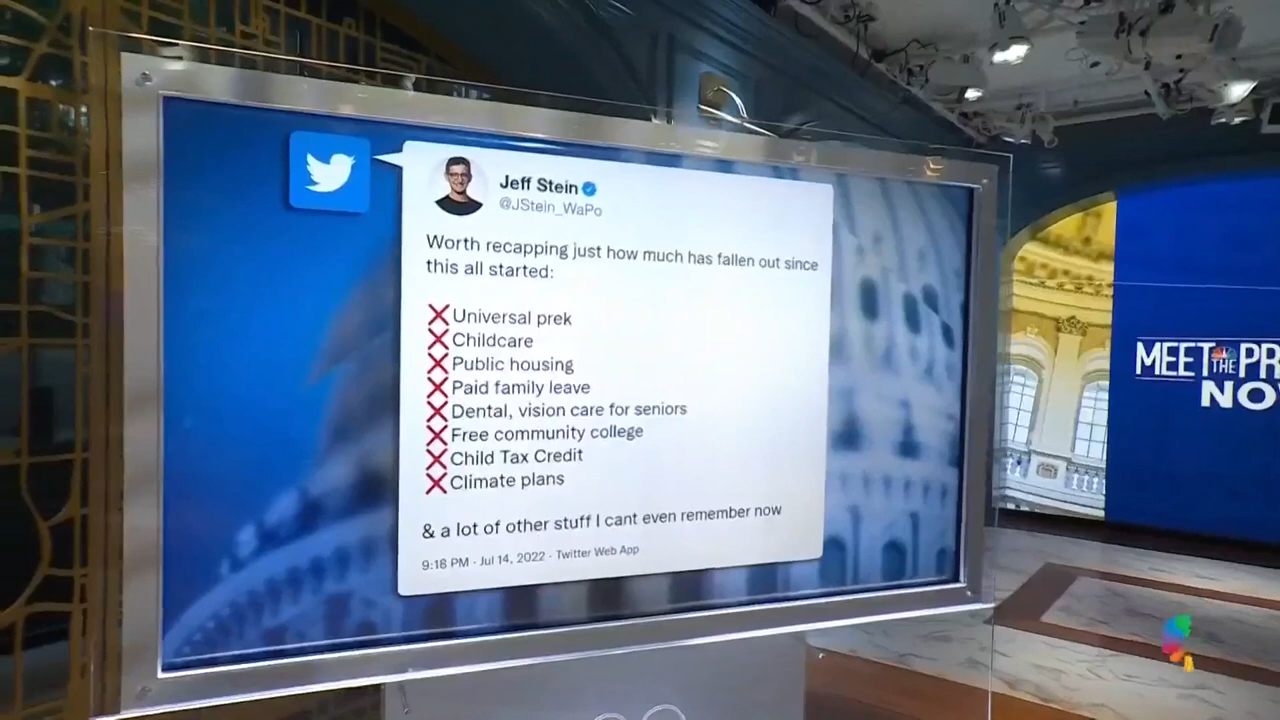 Jeff Stein
@JStein_WaPo
Worth recapping just how much has fallen out since
this all started:
❌Universal prek
❌Childcare
❌Public housing
❌Paid family leave
❌Dental, vision care for seniors
❌Free community college
❌Child Tax Credit
❌Climate plans
& a lot of other stuff I cant even remember now
9:18 PM · Jul 14, 2022 · Twitter Web App
MEET THE PR
NO